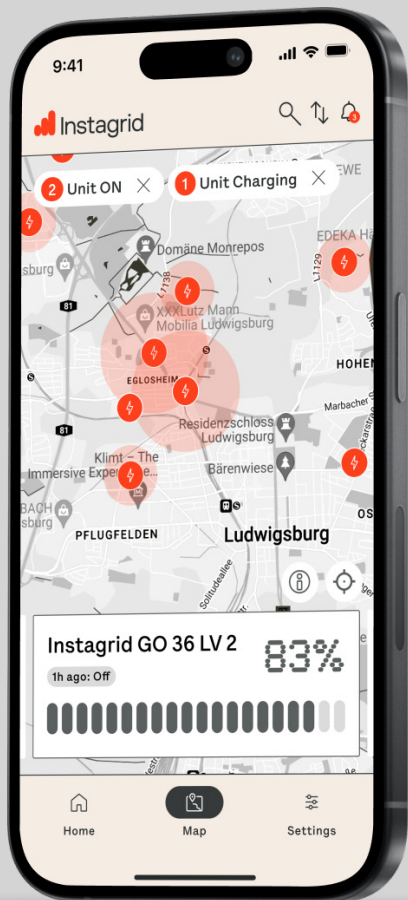 9:41
Instagrid
3
EWE
2 Unit ON
1 Unit Charging
EDEKA Hä
Domäne Monrepos
sburg
L1138
L1129
81
XXXLutz Mann
Mobilia Ludwigsburg
S
S
EGLOSHEIM
HOHEN
Marbacher
81
Residenzschloss
Ludwigsburg
Klimt – The
Immersive Expe e...
Bärenwiese
BACH
sburg
S
OS
PFLUGFELDEN
Ludwigsburg
Solitudeallee
Instagrid GO 36 LV 2
83%
1h ago: Off
Home
Map
Settings